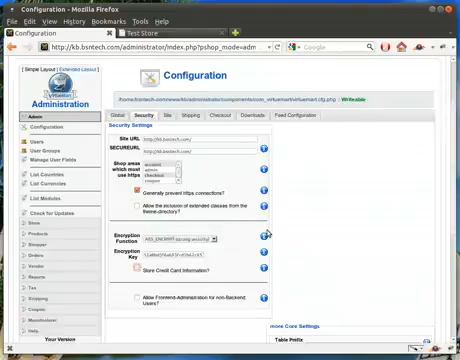 Configuration - Mozilla Firefox
File Edit View History Bookmarks Tools Help
Configuration
Test Store
http://kb.bsntech.com/administrator/index.php?pshop_mode=adm
Google
[ Simple Layout | Extended Layout ]
virtuemart
Administration
Configuration
Writeable
Admin
Configuration
Users
User Groups
Manage User Fields
List Countries
List Currencies
List Modules
Check for Updates
Store
Products
Shopper
Orders
Vendor
Reports
Tax
Shipping
Coupon
Manufacturer
Help
Your Version
Global Security Site Shipping Checkout Downloads Feed Configuration
Security Settings
Site URL
http://kb.bsntech.com/
SECUREURL
http://kb.bsntech.com/
Shop areas which must use https
account
admin
checkout
coupon
Generally prevent https connections?
Allow the inclusion of extended classes from the theme-directory?
Encryption Function
Encryption Key
Store Credit Card Information?
Allow Frontend-Administration for non-Backend Users?
more Core Settings
Table Prefix